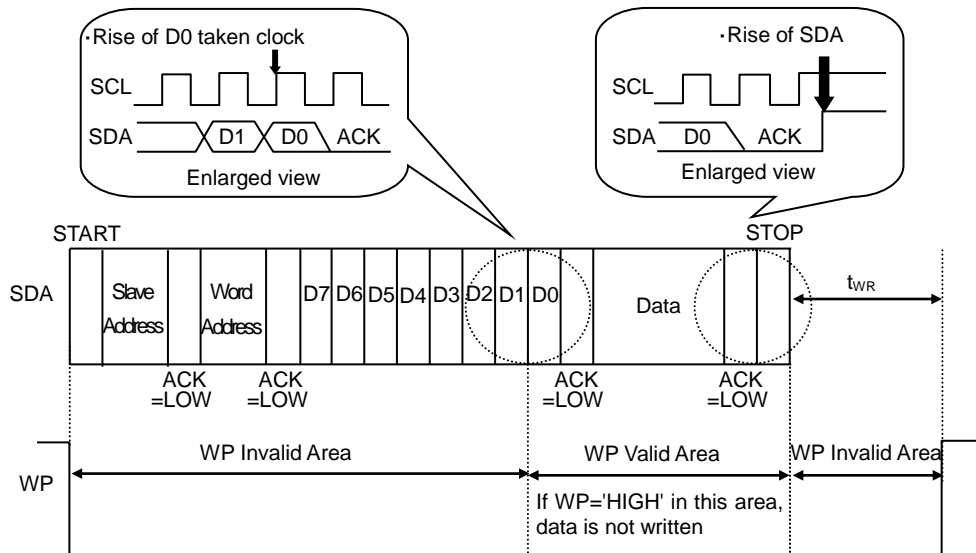 ·Rise of D0 taken clock
SCL
SDA D1 D0 ACK
Enlarged view
·Rise of SDA
SCL
SDA D0 ACK
Enlarged view
START
STOP
SDA Slave Address Word Address D7 D6 D5 D4 D3 D2 D1 D0 Data tWR
ACK =LOW ACK =LOW ACK =LOW ACK =LOW
WP WP Invalid Area WP Valid Area WP Invalid Area
If WP='HIGH' in this area,
data is not written